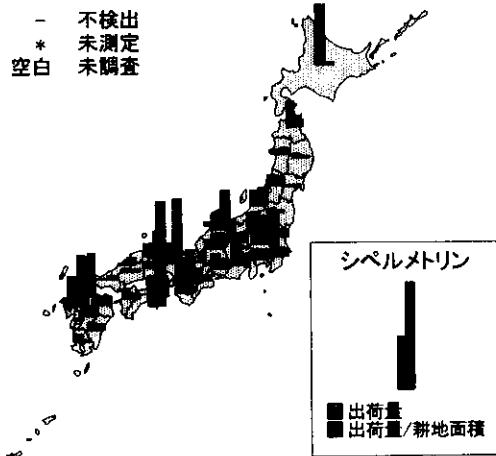 － 不検出
＊ 未測定
空白 未調査
シペルメトリン
出荷量
出荷量/耕地面積